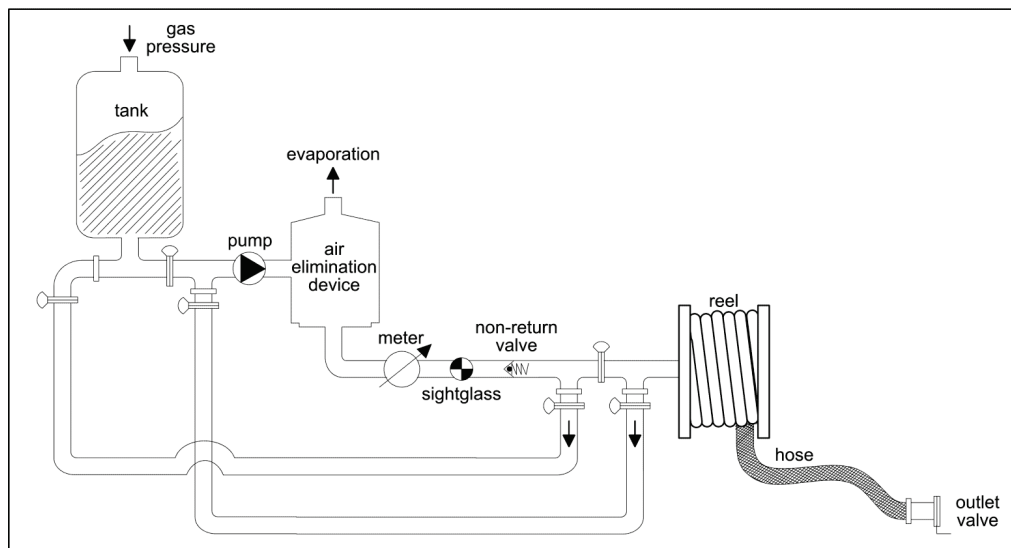 gas
pressure
tank
evaporation
pump
air
elimination
device
meter
non-return
valve
sightglass
reel
hose
outlet
valve